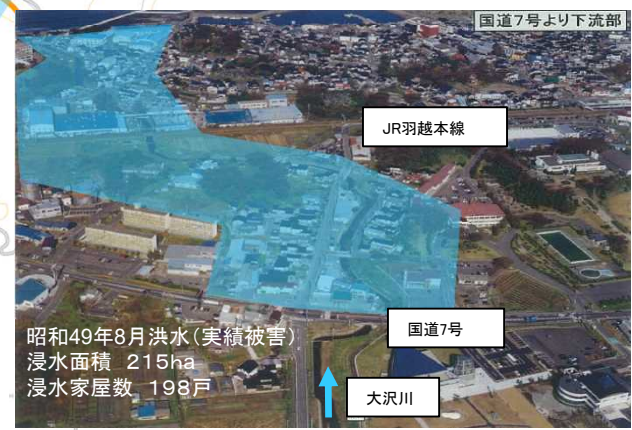 国道7号より下流部
JR羽越本線
国道7号
昭和49年8月洪水(実績被害)
浸水面積 215ha
浸水家屋数 198戸
大沢川